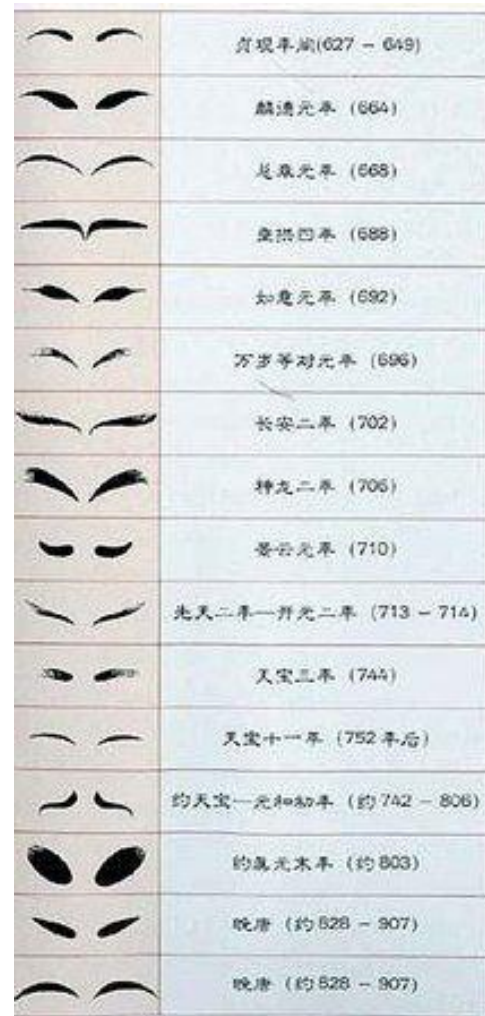 贞观年间(627 - 649)
麟德元年 (664)
总章元年 (668)
垂拱四年 (688)
如意元年 (692)
万岁登封元年 (696)
长安二年 (702)
神龙二年 (706)
景云元年 (710)
先天二年—开元二年 (713 - 714)
天宝三年 (744)
天宝十一年 (752 年后)
约天宝—元和初年 (约 742 - 806)
约贞元末年 (约 803)
晚唐 (约 828 - 907)
晚唐 (约 828 - 907)